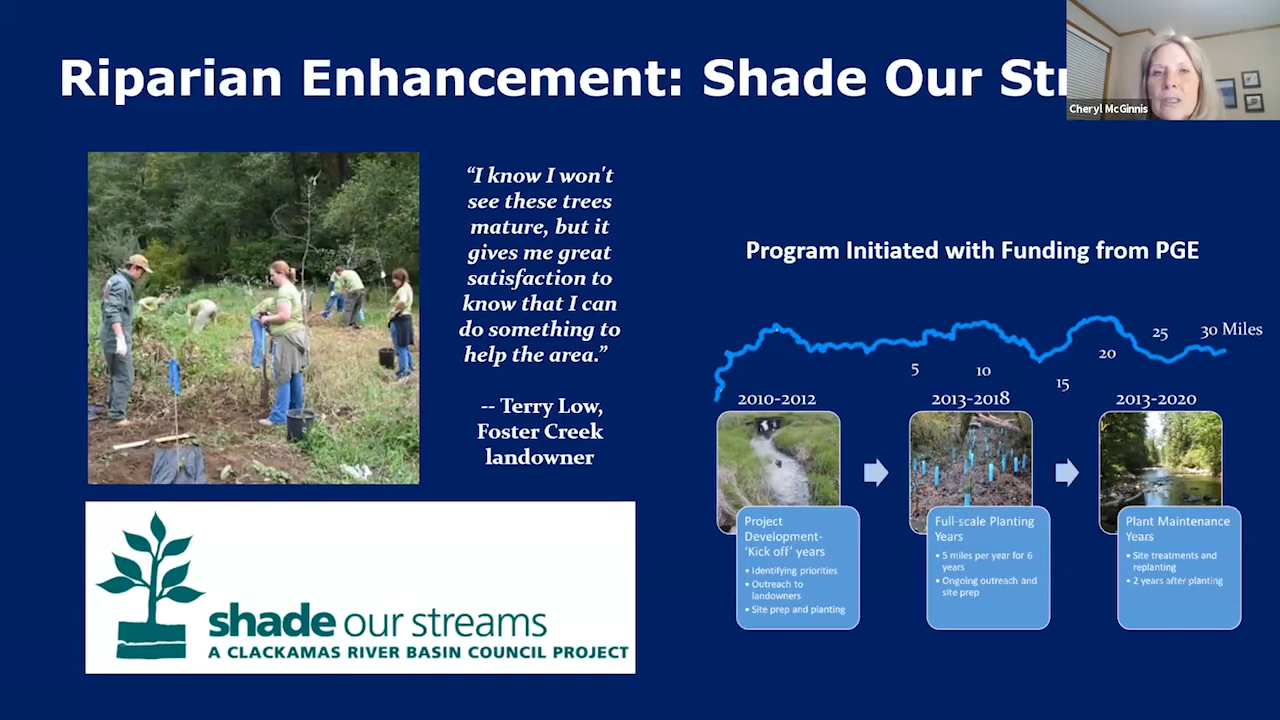 Riparian Enhancement: Shade Our Str
Cheryl McGinnis
“I know I won't
see these trees
mature, but it
gives me great
satisfaction to
know that I can
do something to
help the area.”
-- Terry Low,
Foster Creek
landowner
shade our streams
A CLACKAMAS RIVER BASIN COUNCIL PROJECT
Program Initiated with Funding from PGE
5
10
15
20
25
30 Miles
2010-2012
Project
Development-
‘Kick off’ years
• Identifying priorities
• Outreach to
landowners
• Site prep and planting
2013-2018
Full-scale Planting
Years
• 5 miles per year for 6
years
• Ongoing outreach and
site prep
2013-2020
Plant Maintenance
Years
• Site treatments and
replanting
• 2 years after planting